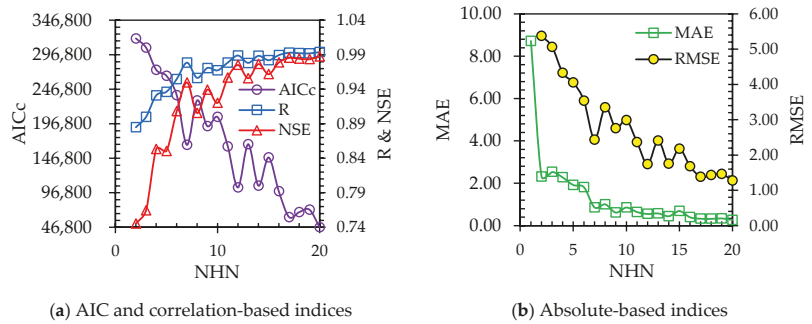 346,800
296,800
246,800
196,800
146,800
96,800
46,800
AICc
0
10
20
NHN
1.04
0.99
0.94
0.89
0.84
0.79
0.74
R & NSE
AICc
R
NSE
(a) AIC and correlation-based indices
10.00
8.00
6.00
4.00
2.00
0.00
MAE
0
5
10
15
20
NHN
6.00
5.00
4.00
3.00
2.00
1.00
0.00
RMSE
MAE
RMSE
(b) Absolute-based indices